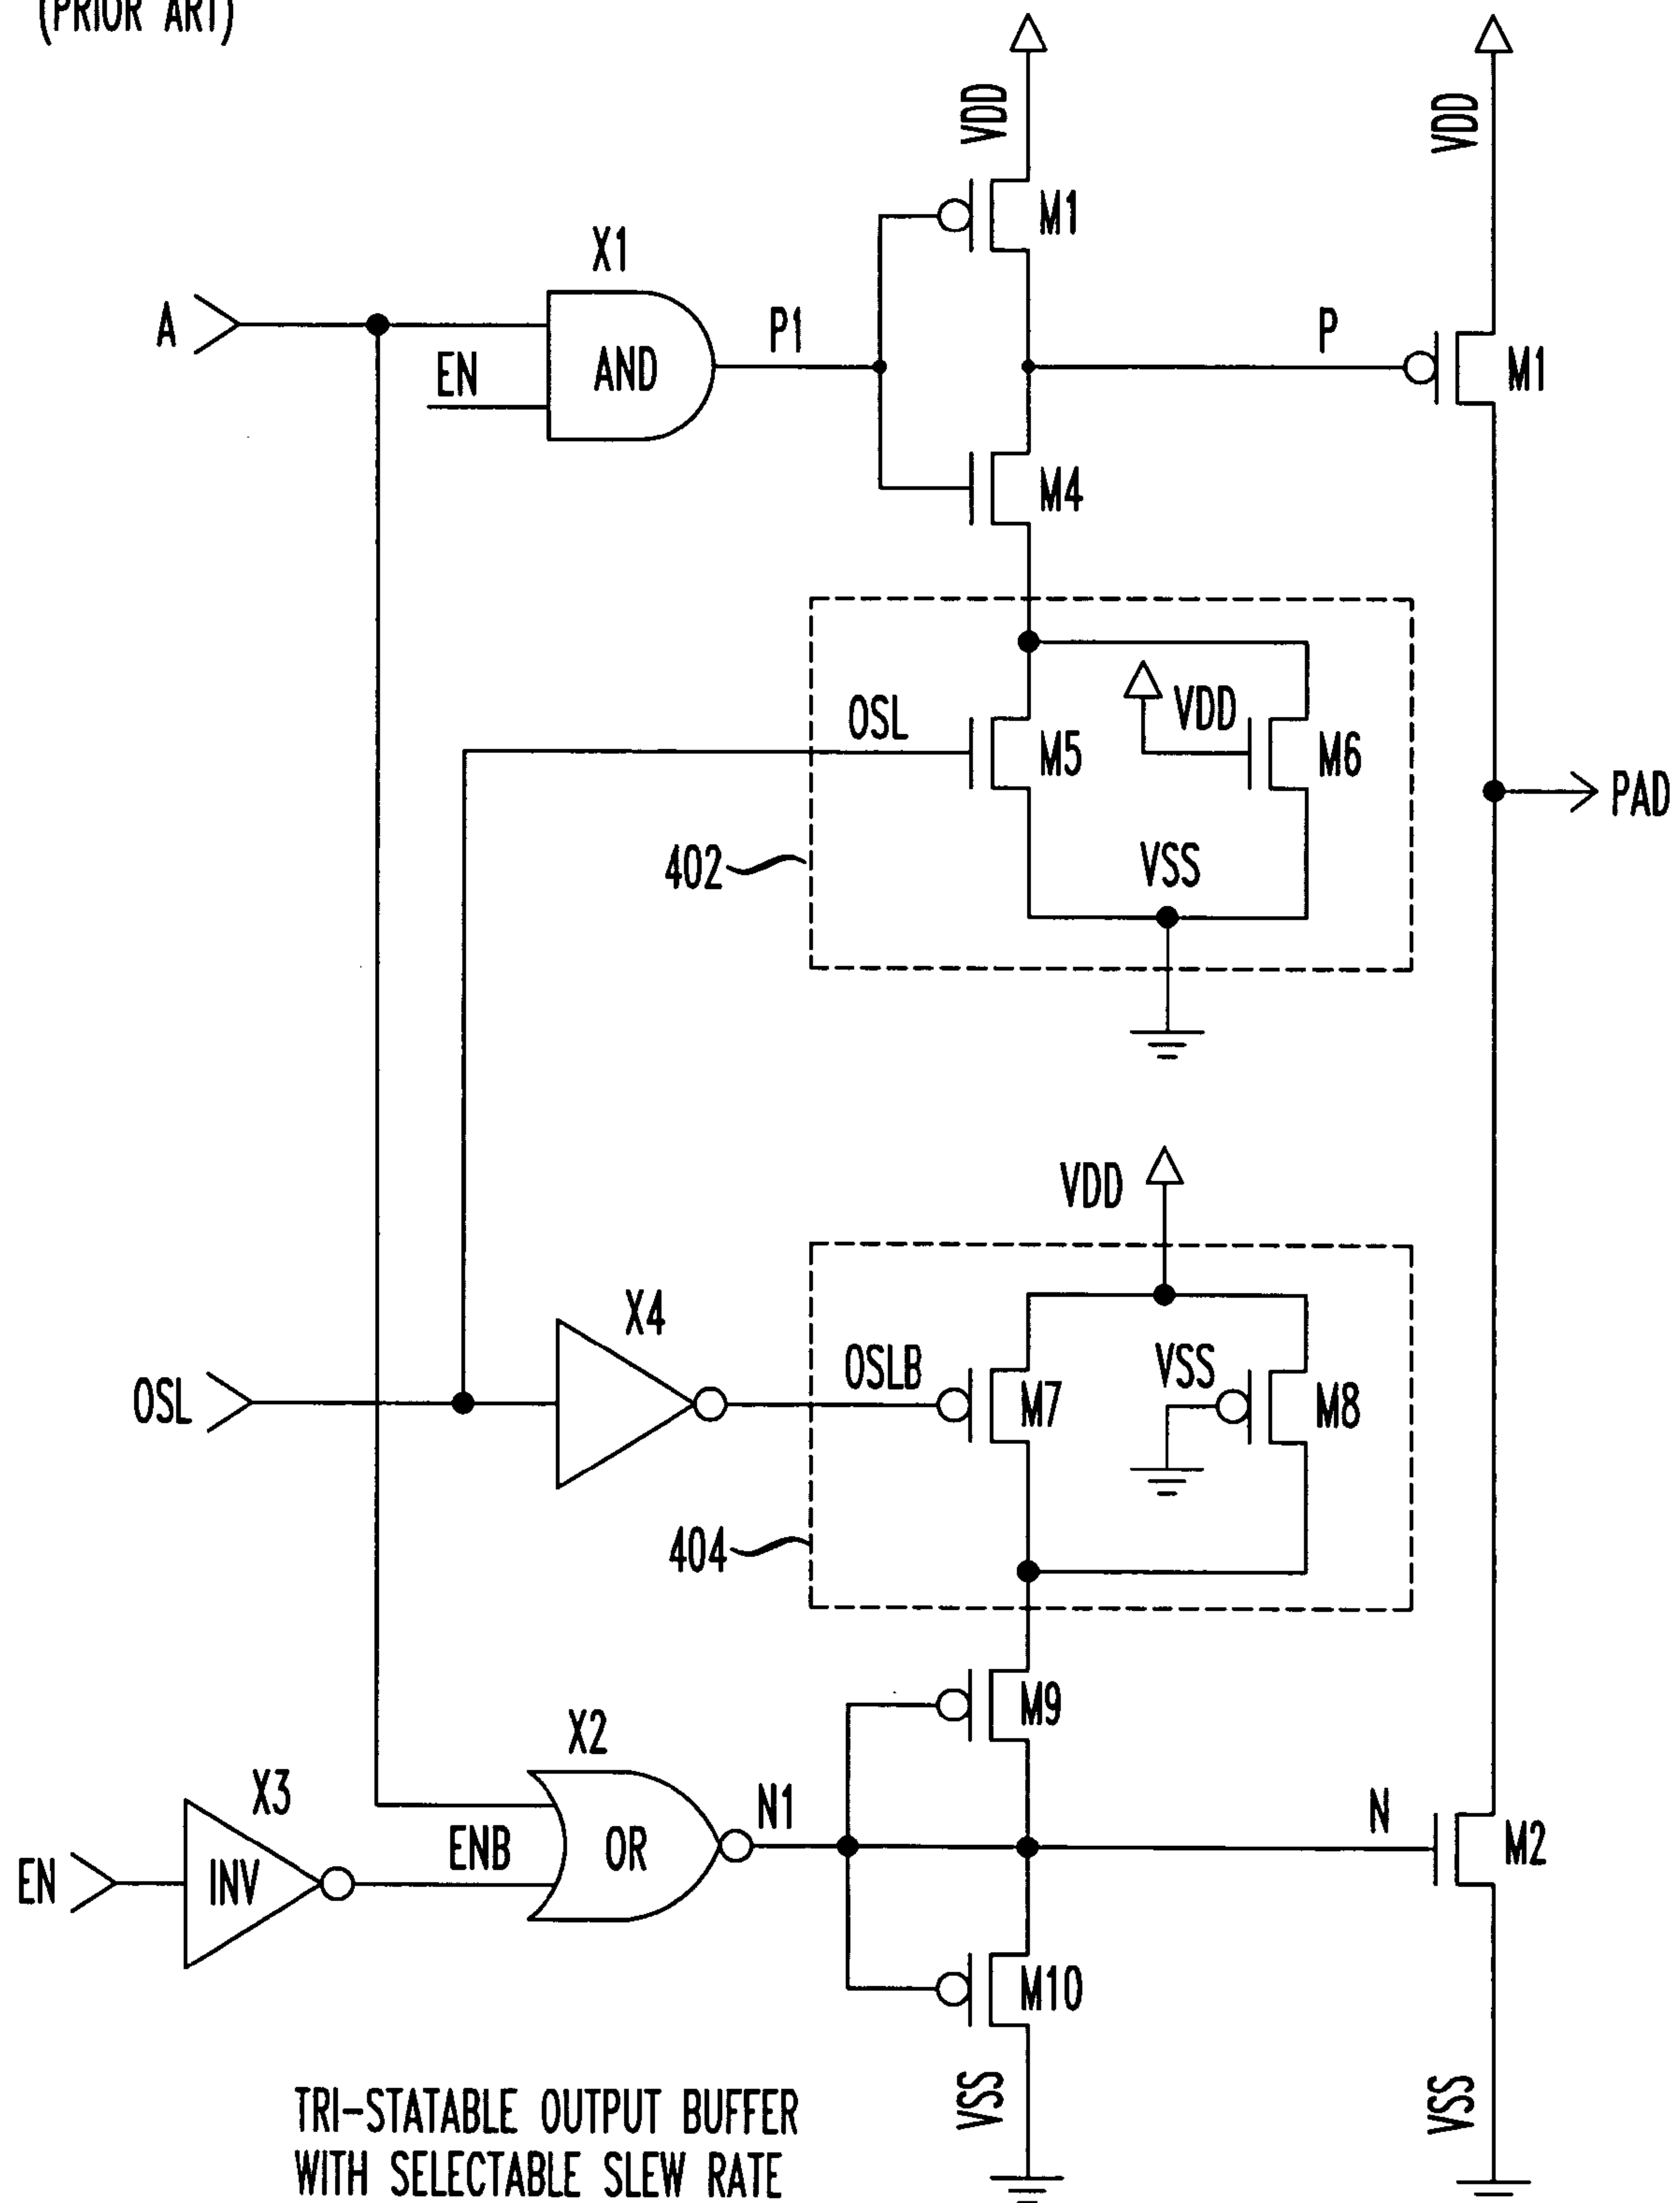 (PRIOR ART)
VDD
VDD
M1
X1
A
AND
EN
P1
P
M1
M4
OSL
VDD
M5
M6
PAD
402
VSS
VDD
X4
OSLB
VSS
OSL
M7
M8
404
M9
X2
X3
N1
N
ENB
OR
M2
EN
INV
M10
VSS
VSS
TRI-STATABLE OUTPUT BUFFER
WITH SELECTABLE SLEW RATE